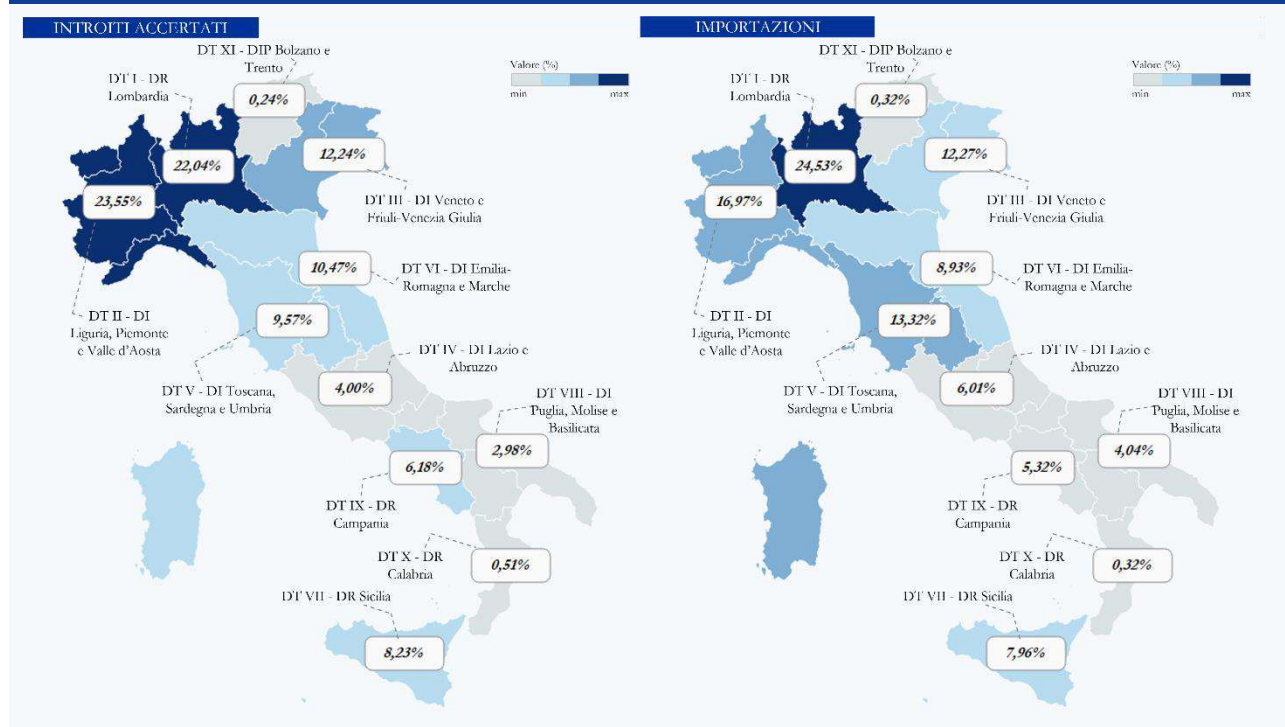 INTROITI ACCERTATI
DT XI - DIP Bolzano e
Trento
Valore (%)
min
max
DT I - DR
Lombardia
0,24%
22,04%
12,24%
23,55%
DT III - DI Veneto e
Friuli-Venezia Giulia
10,47%
DT VI - DI Emilia-
Romagna e Marche
DT II - DI
Liguria, Piemonte
e Valle d'Aosta
9,57%
DT IV - DI Lazio e
Abruzzo
4,00%
DT V - DI Toscana,
Sardegna e Umbria
DT VIII - DI
Puglia, Molise e
Basilicata
2,98%
6,18%
DT IX - DR
Campania
DT X - DR
Calabria
0,51%
DT VII - DR Sicilia
8,23%
IMPORTAZIONI
DT XI - DIP Bolzano e
Trento
Valore (%)
min
max
DT I - DR
Lombardia
0,32%
24,53%
12,27%
16,97%
DT III - DI Veneto e
Friuli-Venezia Giulia
8,93%
DT VI - DI Emilia-
Romagna e Marche
DT II - DI
Liguria, Piemonte
e Valle d'Aosta
13,32%
DT IV - DI Lazio e
Abruzzo
6,01%
DT V - DI Toscana,
Sardegna e Umbria
DT VIII - DI
Puglia, Molise e
Basilicata
4,04%
5,32%
DT IX - DR
Campania
DT X - DR
Calabria
0,32%
DT VII - DR Sicilia
7,96%